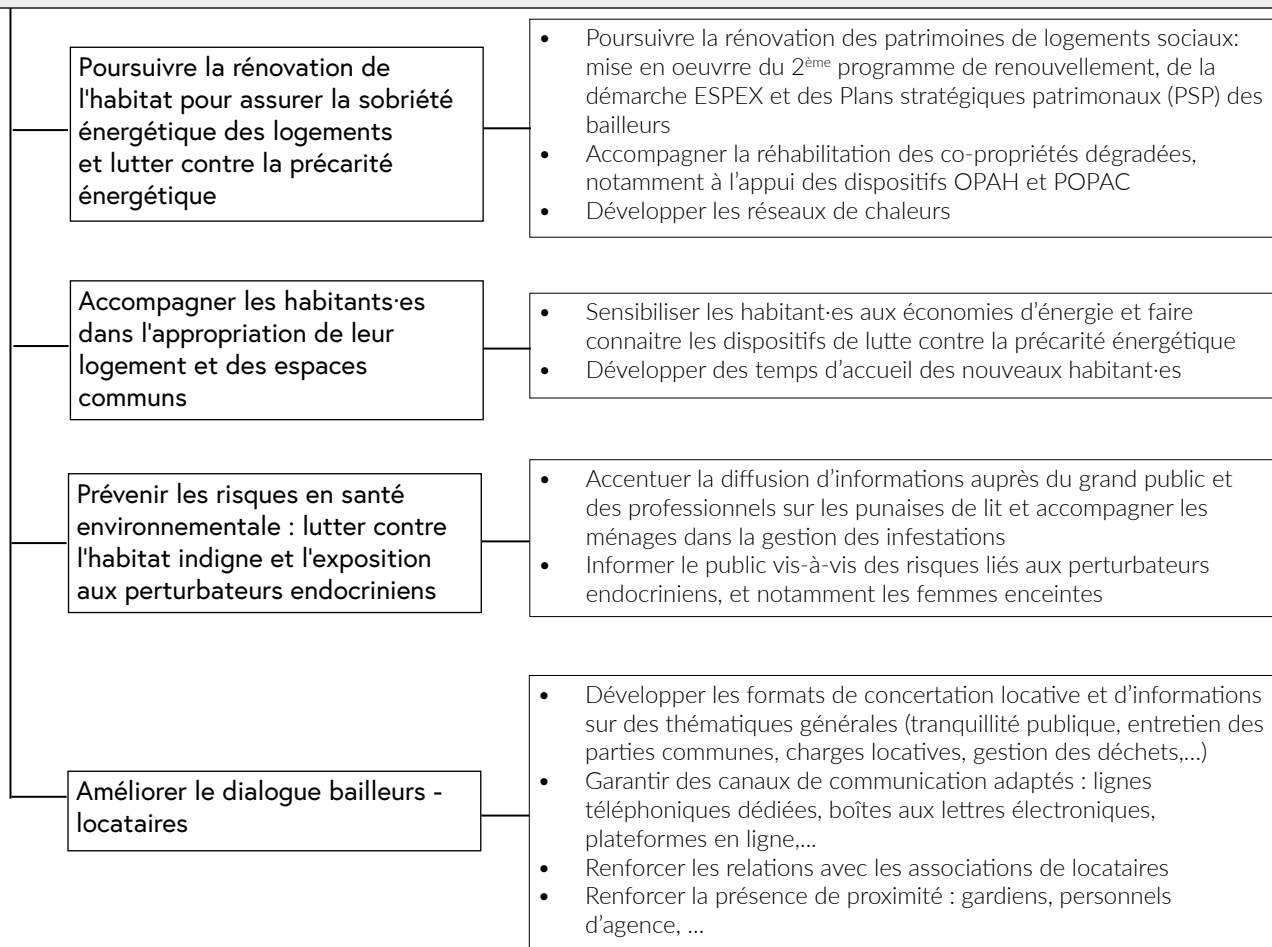 Poursuivre la rénovation de
l'habitat pour assurer la sobriété
énergétique des logements
et lutter contre la précarité
énergétique
• Poursuivre la rénovation des patrimoines de logements sociaux:
mise en oeuvrre du 2ème programme de renouvellement, de la
démarche ESPEX et des Plans stratégiques patrimonaux (PSP) des
bailleurs
• Accompagner la réhabilitation des co-propriétés dégradées,
notamment à l'appui des dispositifs OPAH et POPAC
• Développer les réseaux de chaleurs
Accompagner les habitants·es
dans l'appropriation de leur
logement et des espaces
communs
• Sensibiliser les habitant·es aux économies d'énergie et faire
connaitre les dispositifs de lutte contre la précarité énergétique
• Développer des temps d'accueil des nouveaux habitant·es
Prévenir les risques en santé
environnementale : lutter contre
l'habitat indigne et l'exposition
aux perturbateurs endocriniens
• Accentuer la diffusion d'informations auprès du grand public et
des professionnels sur les punaises de lit et accompagner les
ménages dans la gestion des infestations
• Informer le public vis-à-vis des risques liés aux perturbateurs
endocriniens, et notamment les femmes enceintes
Améliorer le dialogue bailleurs -
locataires
• Développer les formats de concertation locative et d'informations
sur des thématiques générales (tranquillité publique, entretien des
parties communes, charges locatives, gestion des déchets,...)
• Garantir des canaux de communication adaptés : lignes
téléphoniques dédiées, boîtes aux lettres électroniques,
plateformes en ligne,...
• Renforcer les relations avec les associations de locataires
• Renforcer la présence de proximité : gardiens, personnels
d'agence, ...